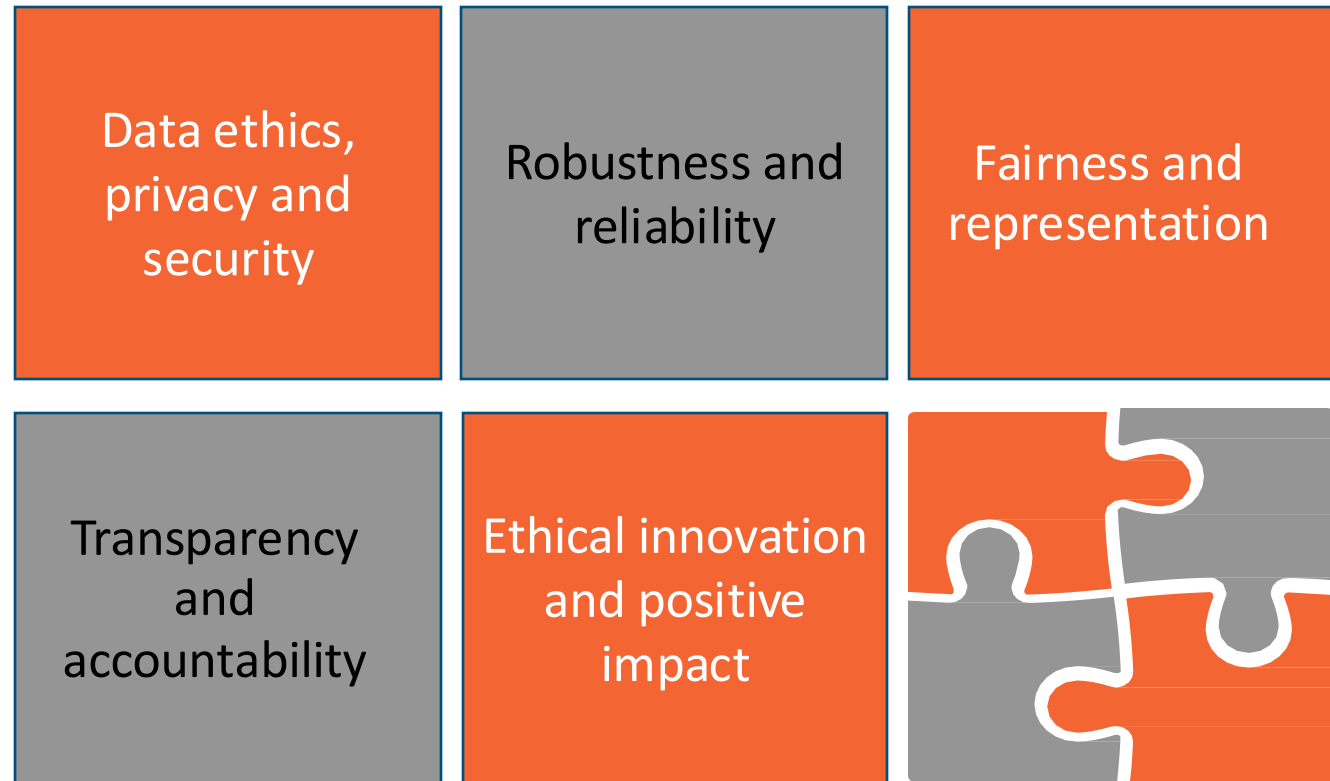 Data ethics,
privacy and
security
Robustness and
reliability
Fairness and
representation
Transparency
and
accountability
Ethical innovation
and positive
impact